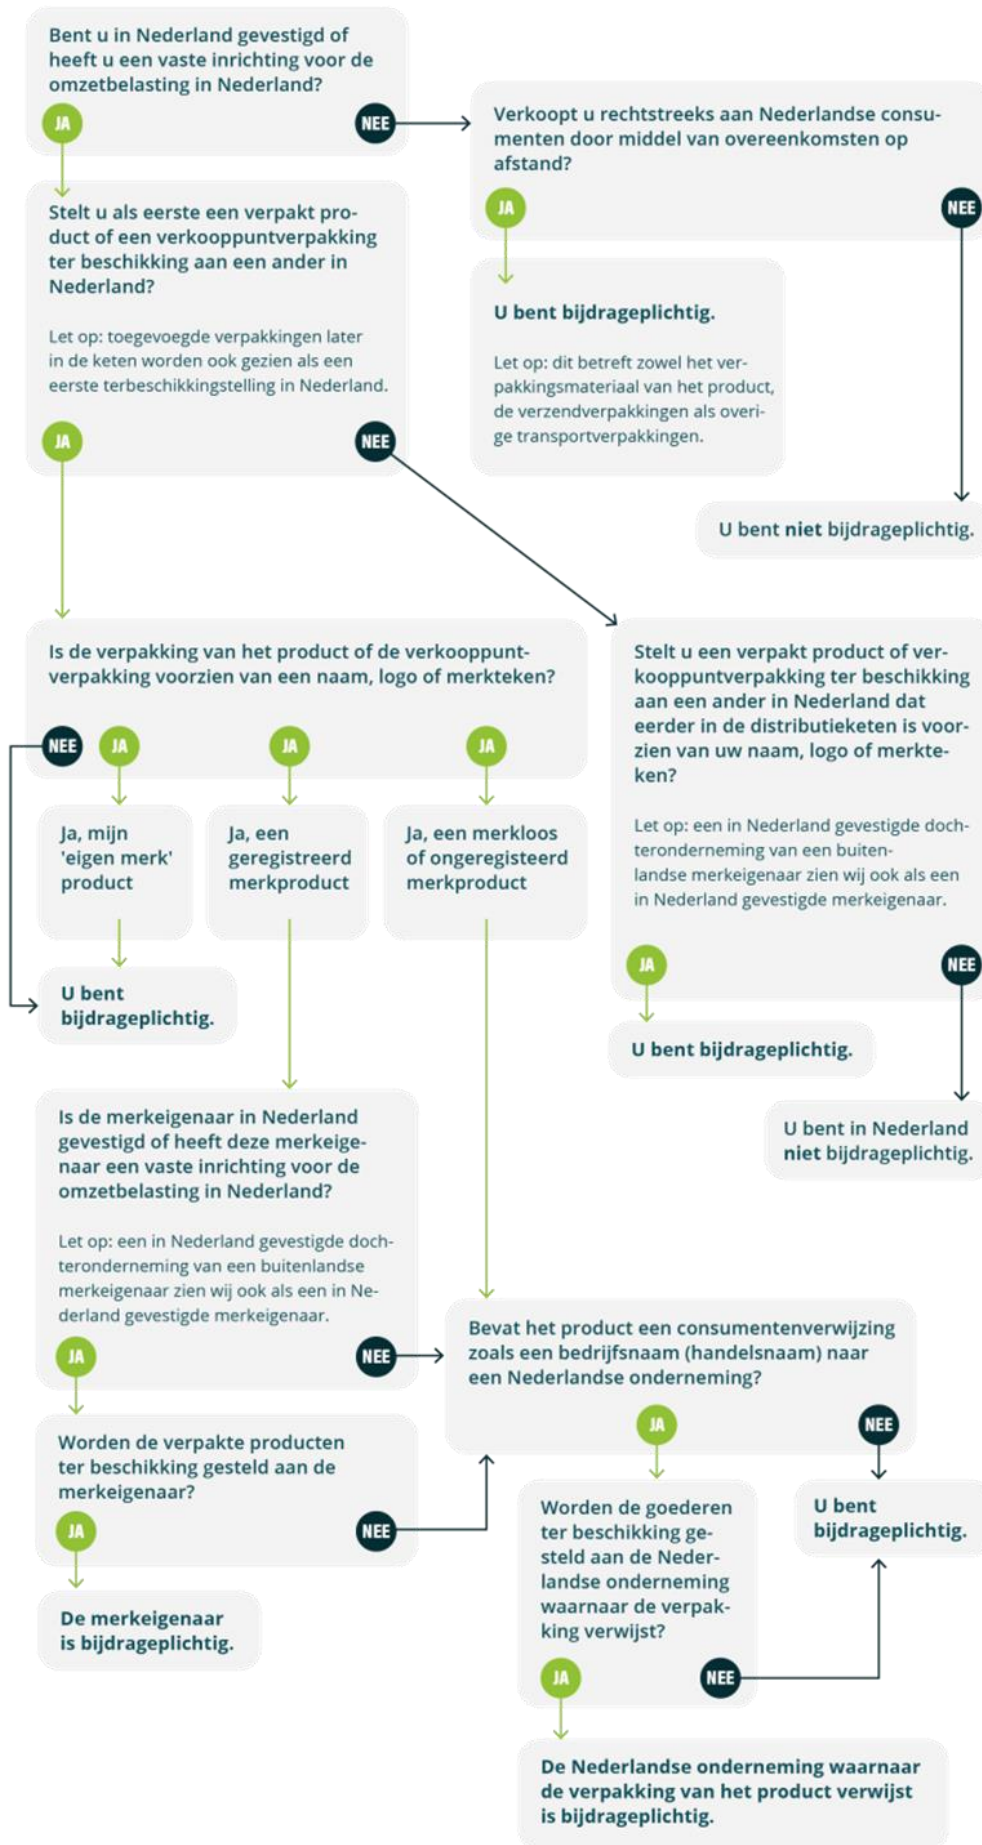 Bent u in Nederland gevestigd of
heeft u een vaste inrichting voor de
omzetbelasting in Nederland?
JA
NEE
Verkoopt u rechtstreeks aan Nederlandse consu-
menten door middel van overeenkomsten op
afstand?
JA
NEE
Stelt u als eerste een verpakt pro-
duct of een verkooppuntverpakking
ter beschikking aan een ander in
Nederland?
Let op: toegevoegde verpakkingen later
in de keten worden ook gezien als een
eerste terbeschikkingstelling in Nederland.
JA
NEE
U bent bijdrageplichtig.
Let op: dit betreft zowel het ver-
pakkingsmateriaal van het product,
de verzendverpakkingen als overi-
ge transportverpakkingen.
U bent niet bijdrageplichtig.
Is de verpakking van het product of de verkooppunt-
verpakking voorzien van een naam, logo of merkteken?
NEE
JA
JA
JA
Stelt u een verpakt product of ver-
kooppuntverpakking ter beschikking
aan een ander in Nederland dat
eerder in de distributieketen is voor-
zien van uw naam, logo of merkte-
ken?
Let op: een in Nederland gevestigde doch-
teronderneming van een buiten-
landse merkeigenaar zien wij ook als een
in Nederland gevestigde merkeigenaar.
JA
NEE
Ja, mijn
'eigen merk'
product
Ja, een
geregistreerd
merkproduct
Ja, een merkloos
of ongeregisteerd
merkproduct
U bent
bijdrageplichtig.
U bent bijdrageplichtig.
U bent in Nederland
niet bijdrageplichtig.
Is de merkeigenaar in Nederland
gevestigd of heeft deze merkeige-
naar een vaste inrichting voor de
omzetbelasting in Nederland?
Let op: een in Nederland gevestigde doch-
teronderneming van een buitenlandse
merkeigenaar zien wij ook als een in Ne-
derland gevestigde merkeigenaar.
JA
NEE
Bevat het product een consumentenverwijzing
zoals een bedrijfsnaam (handelsnaam) naar
een Nederlandse onderneming?
JA
NEE
Worden de verpakte producten
ter beschikking gesteld aan de
merkeigenaar?
JA
NEE
Worden de goederen
ter beschikking ge-
steld aan de Neder-
landse onderneming
waarnaar de verpak-
king verwijst?
JA
NEE
U bent
bijdrageplichtig.
De merkeigenaar
is bijdrageplichtig.
De Nederlandse onderneming waarnaar
de verpakking van het product verwijst
is bijdrageplichtig.